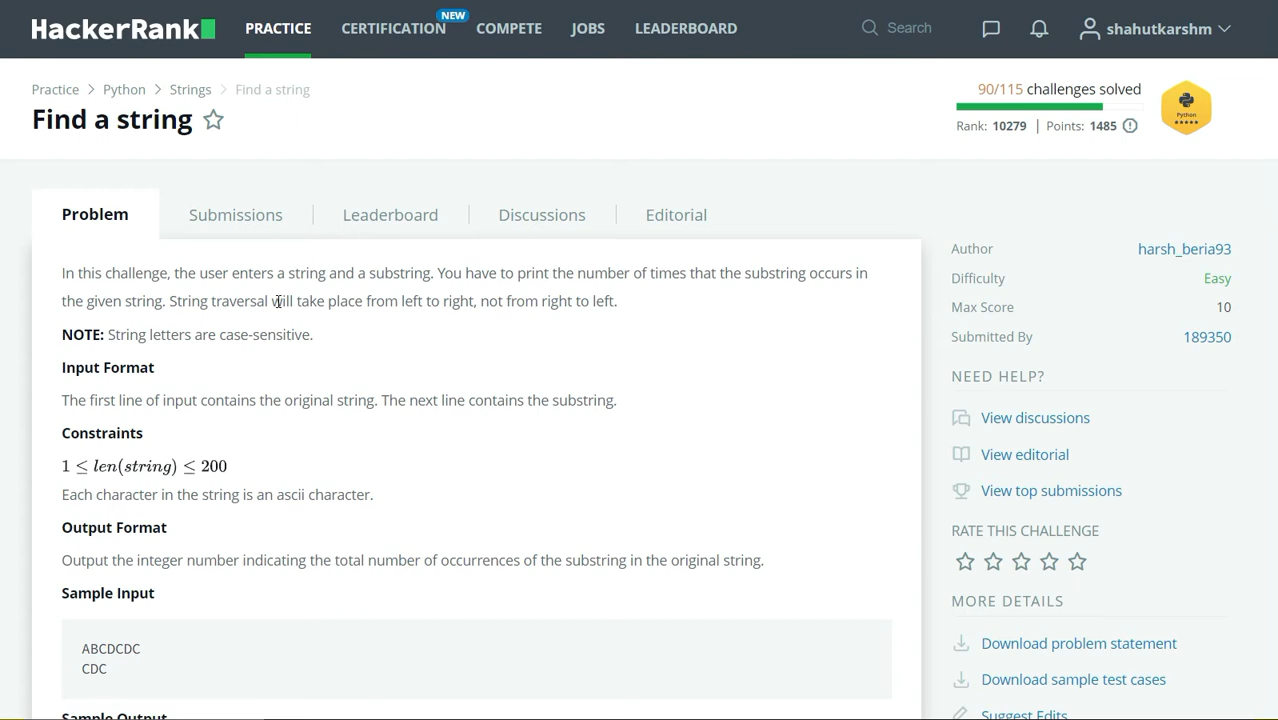 HackerRank PRACTICE CERTIFICATION NEW COMPETE JOBS LEADERBOARD Search shahutkarshm
Practice > Python > Strings > Find a string
Find a string
90/115 challenges solved
Rank: 10279 | Points: 1485
Python
Problem Submissions Leaderboard Discussions Editorial
In this challenge, the user enters a string and a substring. You have to print the number of times that the substring occurs in
the given string. String traversal will take place from left to right, not from right to left.
NOTE: String letters are case-sensitive.
Input Format
The first line of input contains the original string. The next line contains the substring.
Constraints
1 ≤ len(string) ≤ 200
Each character in the string is an ascii character.
Output Format
Output the integer number indicating the total number of occurrences of the substring in the original string.
Sample Input
ABCDCDC
CDC
Sample Output
Author harsh_beria93
Difficulty Easy
Max Score 10
Submitted By 189350
NEED HELP?
View discussions
View editorial
View top submissions
RATE THIS CHALLENGE
MORE DETAILS
Download problem statement
Download sample test cases
Suggest Edits